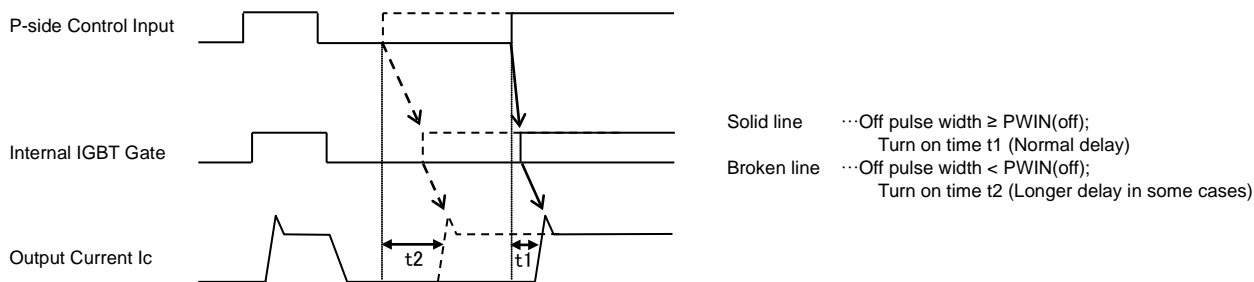 P-side Control Input
Internal IGBT Gate
Output Current Ic
t2
t1
Solid line ···Off pulse width ≥ PWIN(off);
Turn on time t1 (Normal delay)
Broken line ···Off pulse width < PWIN(off);
Turn on time t2 (Longer delay in some cases)